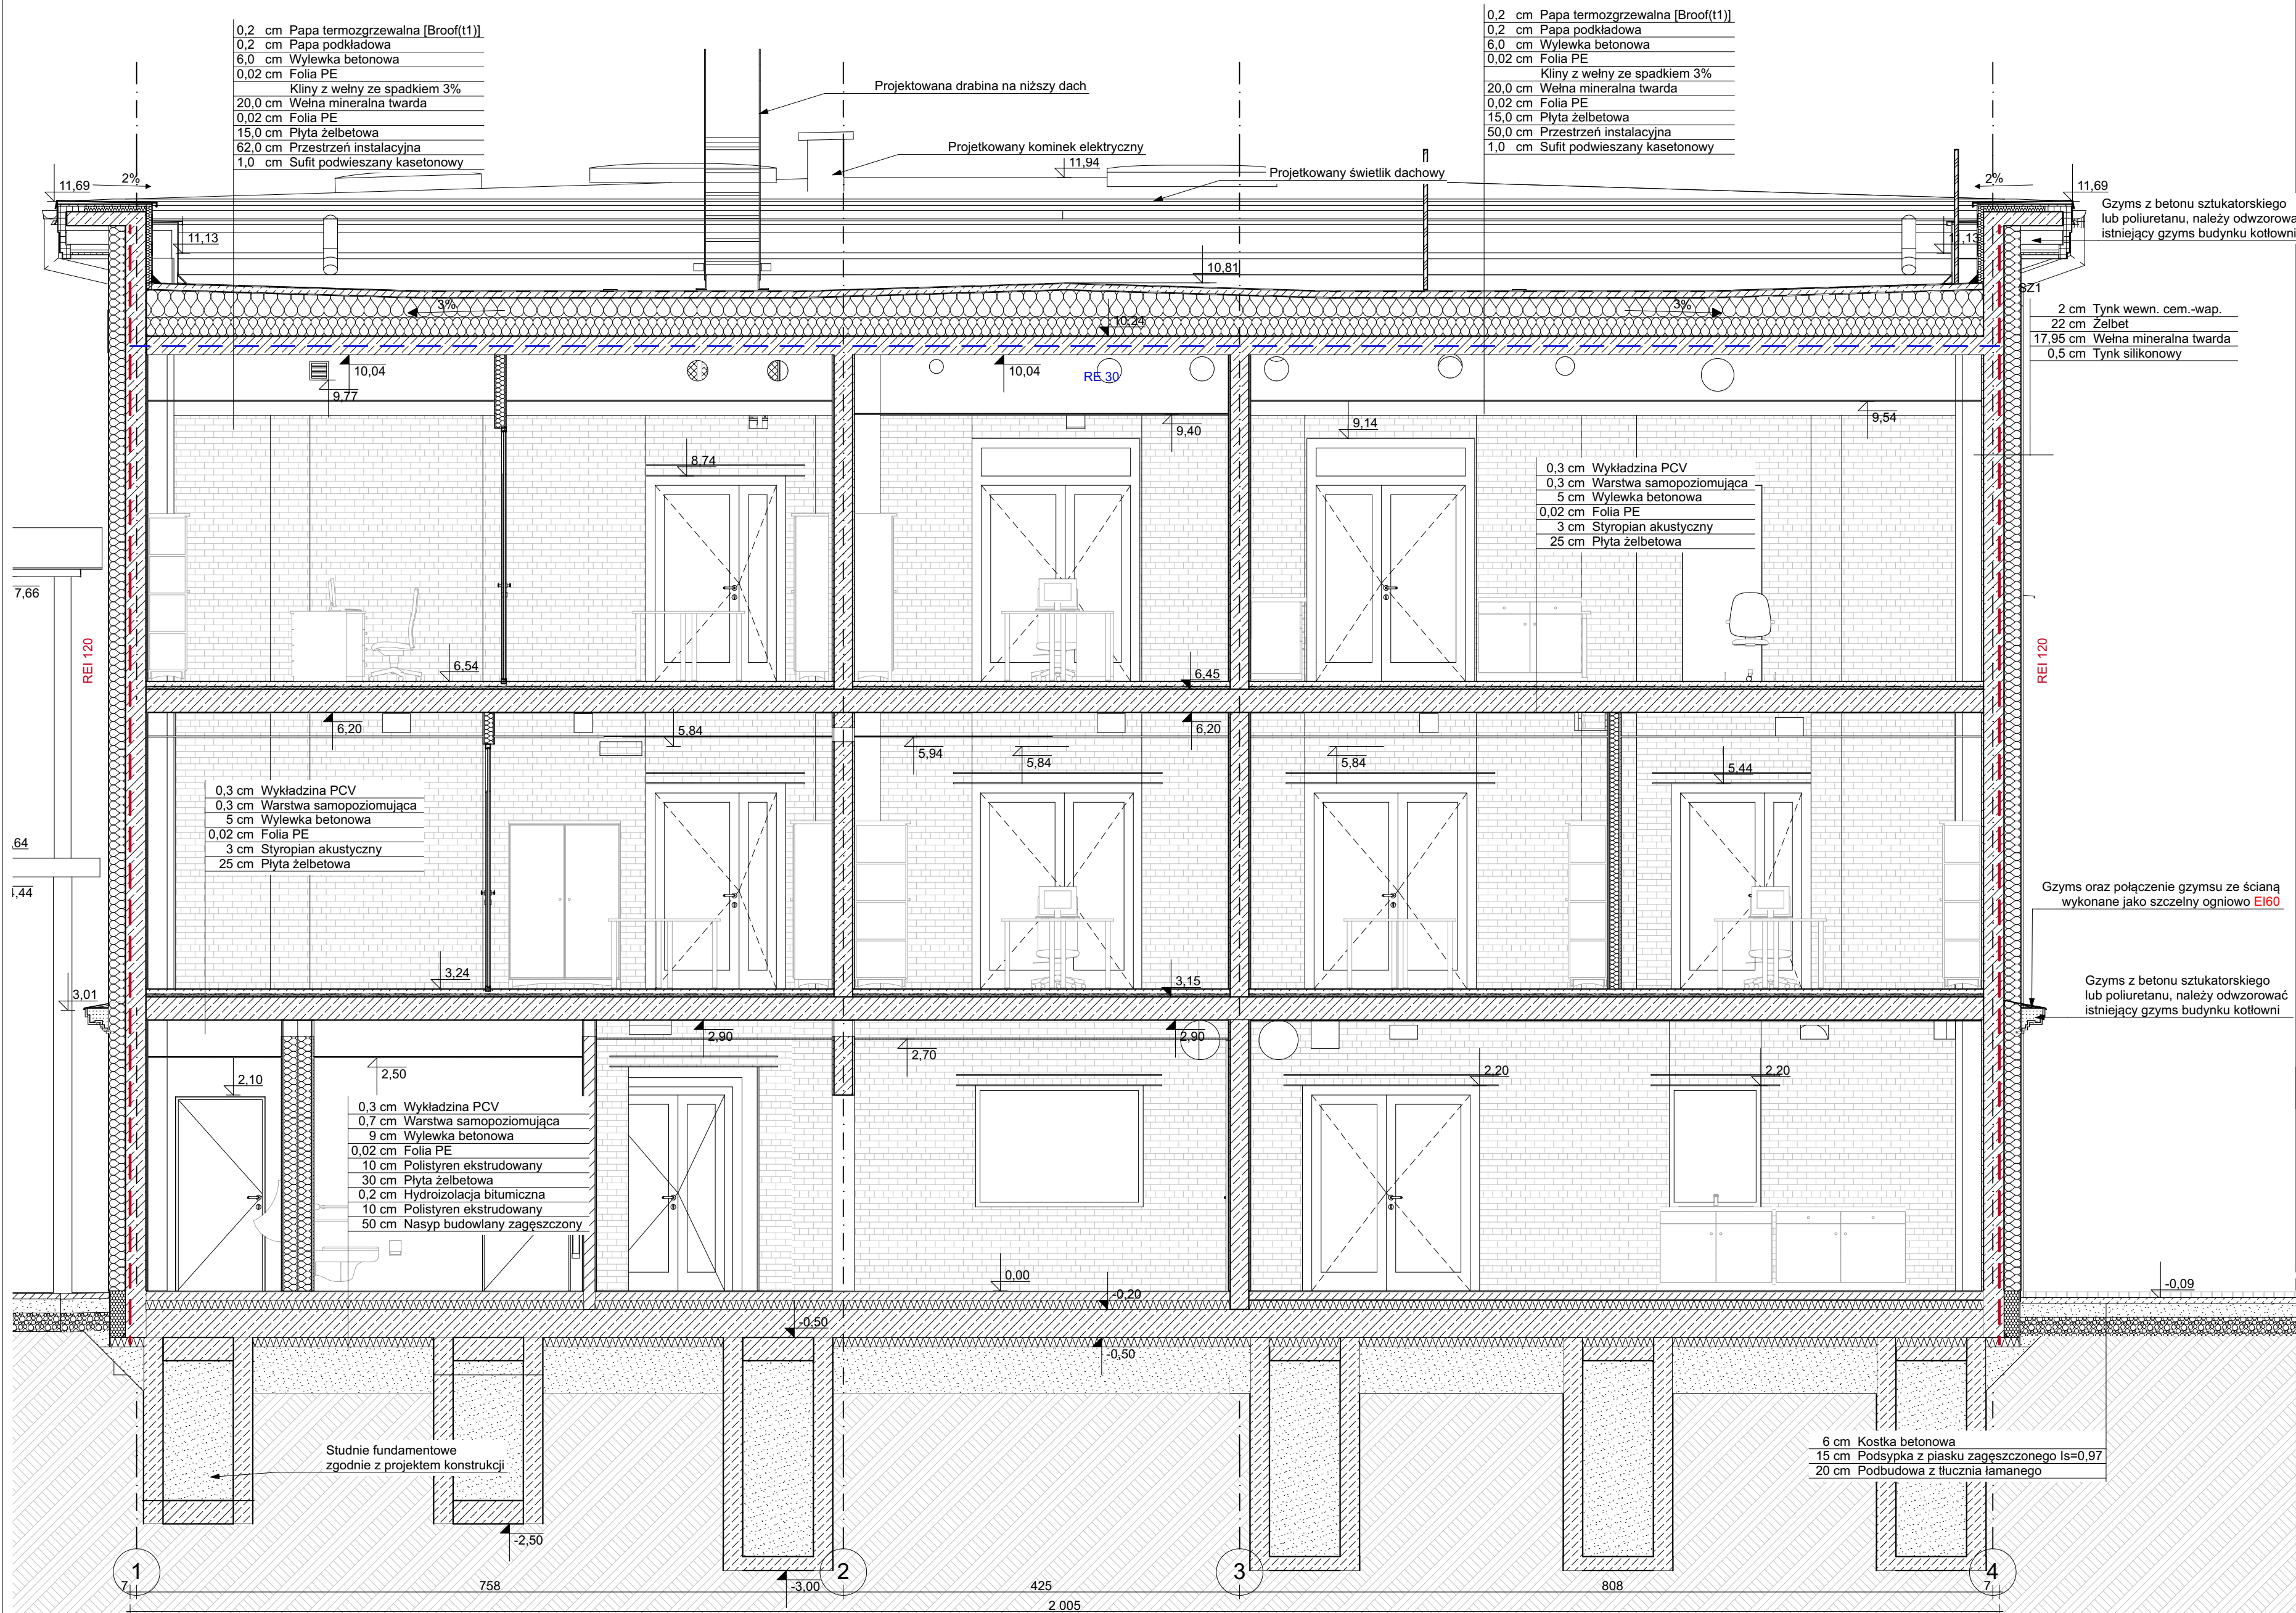 0,2 cm Papa termozgrzewalna [Broof(t1)]
0,2 cm Papa podkładowa
6,0 cm Wylewka betonowa
0,02 cm Folia PE
Kliny z wełny ze spadkiem 3%
20,0 cm Wełna mineralna twarda
0,02 cm Folia PE
15,0 cm Płyta żelbetowa
62,0 cm Przestrzeń instalacyjna
1,0 cm Sufit podwieszany kasetonowy
0,2 cm Papa termozgrzewalna [Broof(t1)]
0,2 cm Papa podkładowa
6,0 cm Wylewka betonowa
0,02 cm Folia PE
Kliny z wełny ze spadkiem 3%
20,0 cm Wełna mineralna twarda
0,02 cm Folia PE
15,0 cm Płyta żelbetowa
50,0 cm Przestrzeń instalacyjna
1,0 cm Sufit podwieszany kasetonowy
Projektowana drabina na niższy dach
Projetkowany kominek elektryczny
11,94
Projetkowany świetlik dachowy
11,69
2%
2%
11,69
Gzyms z betonu sztukatorskiego
lub poliuretanu, należy odwzorowa
istniejący gzyms budynku kotłowni
11,13
11,13
10,81
SZ1
3%
3%
10,24
2 cm Tynk wewn. cem.-wap.
22 cm Żelbet
17,95 cm Wełna mineralna twarda
0,5 cm Tynk silikonowy
10,04
10,04
RE 30
9,77
9,40
9,14
9,54
8,74
0,3 cm Wykładzina PCV
0,3 cm Warstwa samopoziomująca
5 cm Wylewka betonowa
0,02 cm Folia PE
3 cm Styropian akustyczny
25 cm Płyta żelbetowa
7,66
REI 120
REI 120
6,54
6,45
6,20
6,20
5,84
5,94
5,84
5,84
5,44
0,3 cm Wykładzina PCV
0,3 cm Warstwa samopoziomująca
5 cm Wylewka betonowa
0,02 cm Folia PE
3 cm Styropian akustyczny
25 cm Płyta żelbetowa
,64
,44
Gzyms oraz połączenie gzymsu ze ścianą
wykonane jako szczelny ogniowo EI60
3,24
3,15
3,01
Gzyms z betonu sztukatorskiego
lub poliuretanu, należy odwzorować
istniejący gzyms budynku kotłowni
2,90
2,90
2,70
2,50
2,10
2,20
2,20
0,3 cm Wykładzina PCV
0,7 cm Warstwa samopoziomująca
9 cm Wylewka betonowa
0,02 cm Folia PE
10 cm Polistyren ekstrudowany
30 cm Płyta żelbetowa
0,2 cm Hydroizolacja bitumiczna
10 cm Polistyren ekstrudowany
50 cm Nasyp budowlany zagęszczony
0,00
-0,09
-0,20
-0,50
-0,50
Studnie fundamentowe
zgodnie z projektem konstrukcji
6 cm Kostka betonowa
15 cm Podsypka z piasku zagęszczonego Is=0,97
20 cm Podbudowa z tłucznia łamanego
-2,50
-3,00
1
2
3
4
7
758
425
808
7
2 005